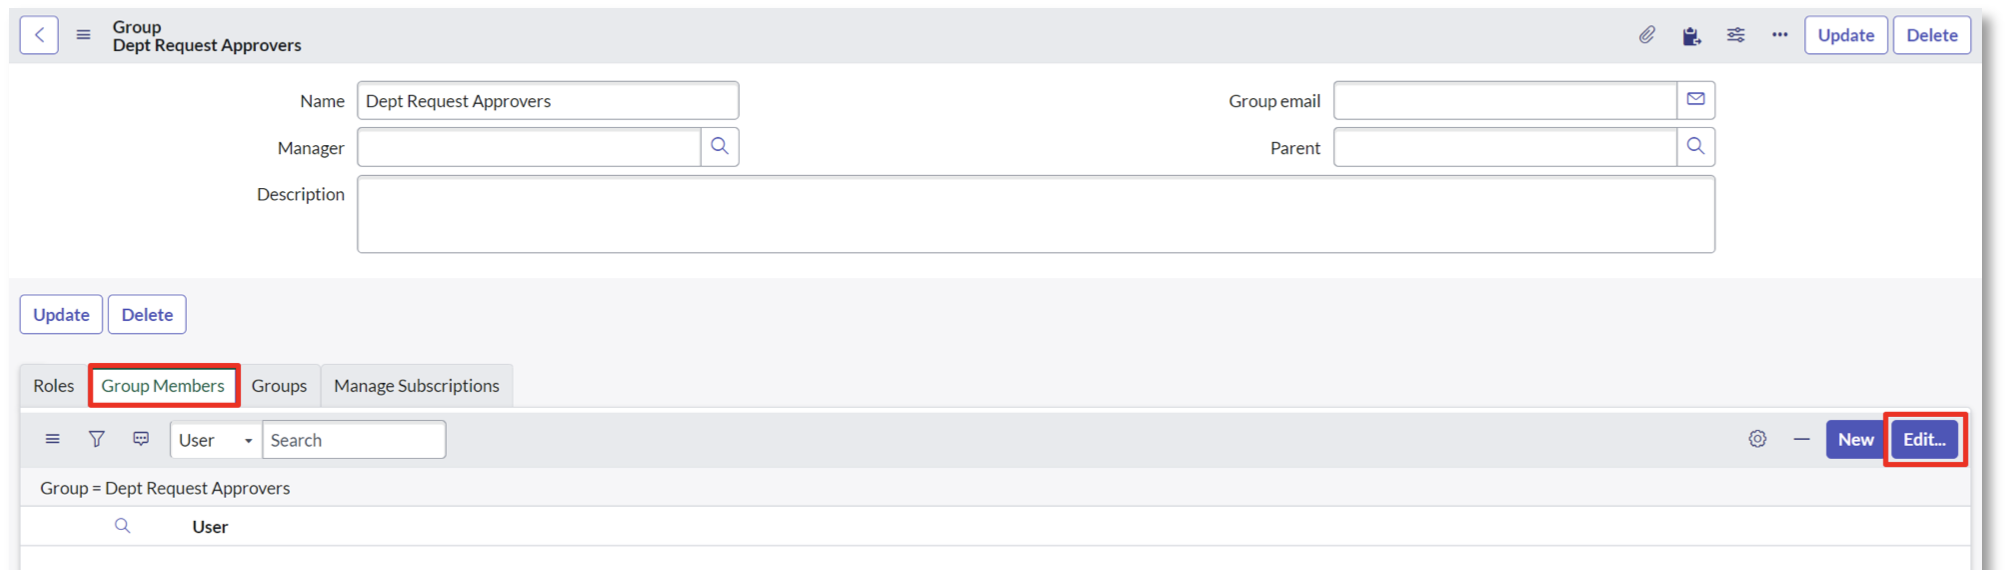 Group
Dept Request Approvers
Update
Delete
Name
Dept Request Approvers
Group email
Manager
Parent
Description
Update
Delete
Roles
Group Members
Groups
Manage Subscriptions
User
Search
New
Edit...
Group = Dept Request Approvers
User